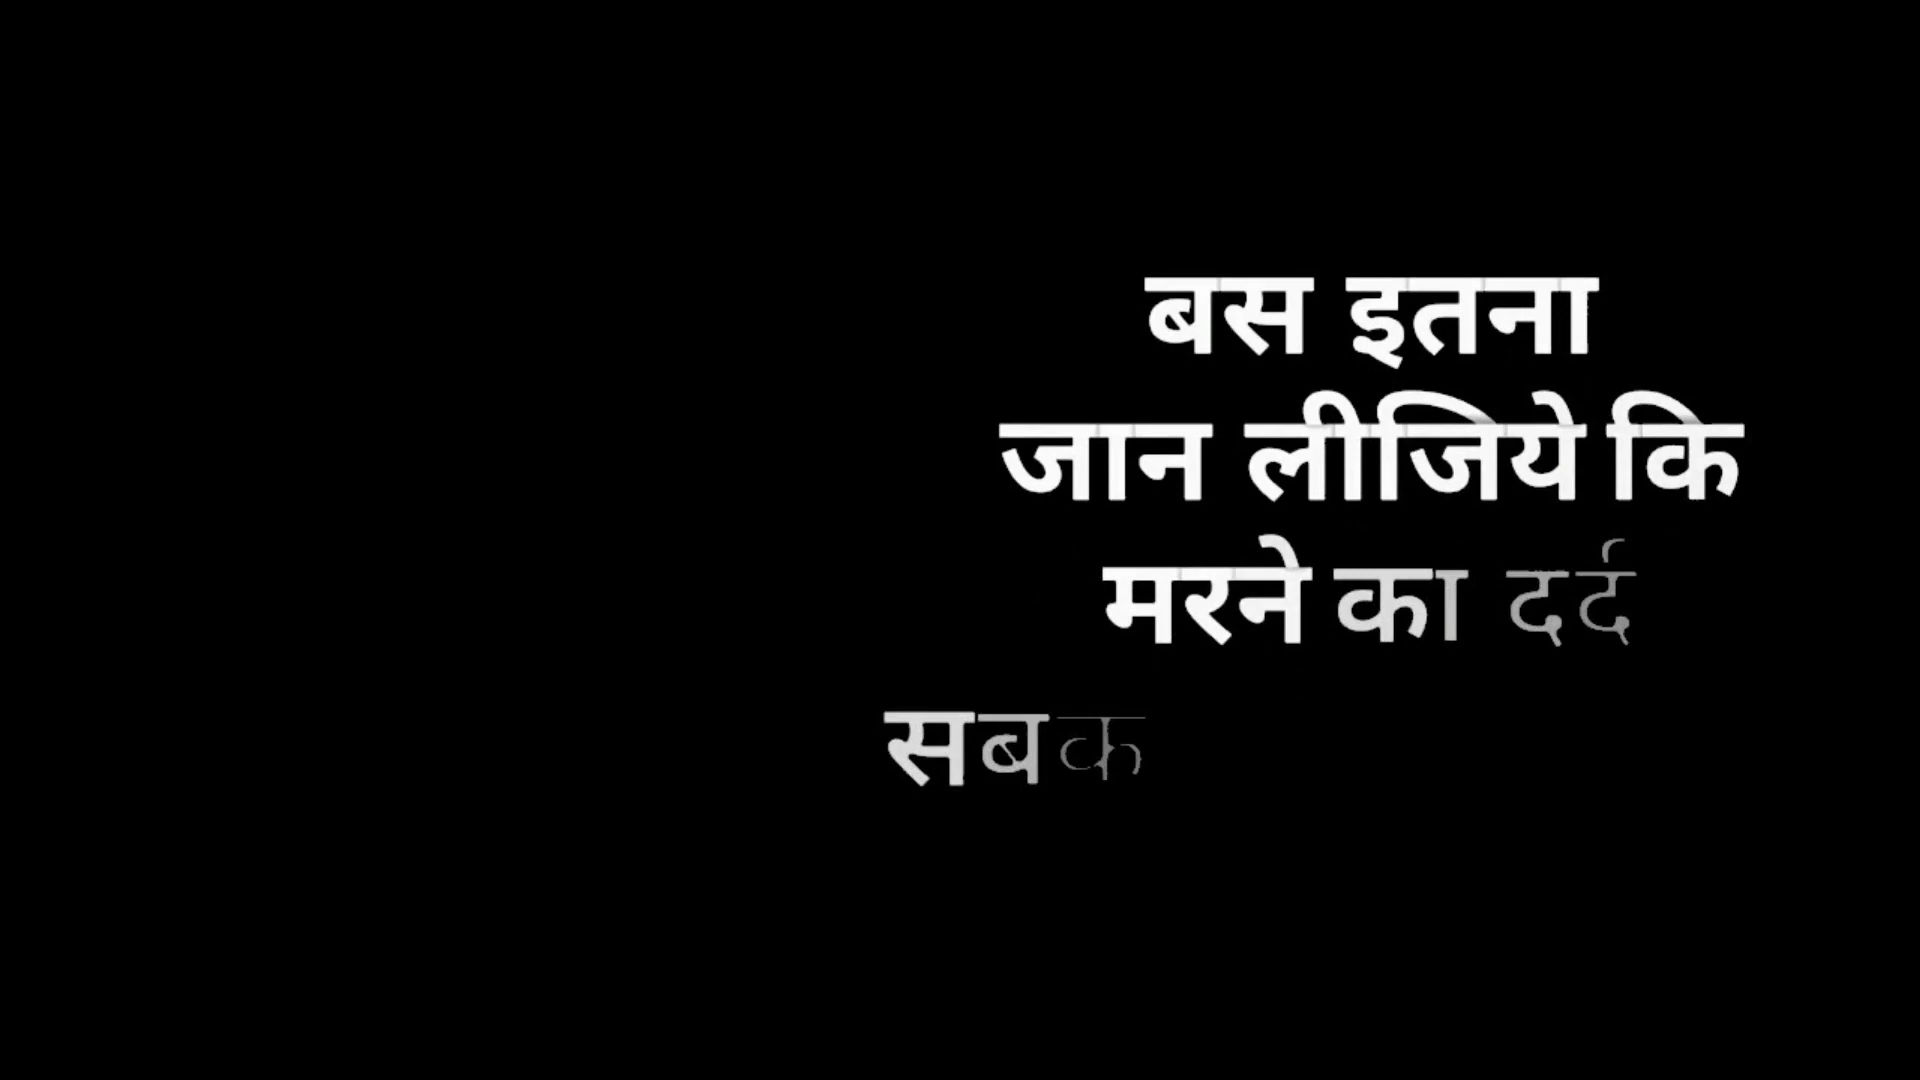 बस इतना
जान लीजिये कि
मरने का दर्द
सबक